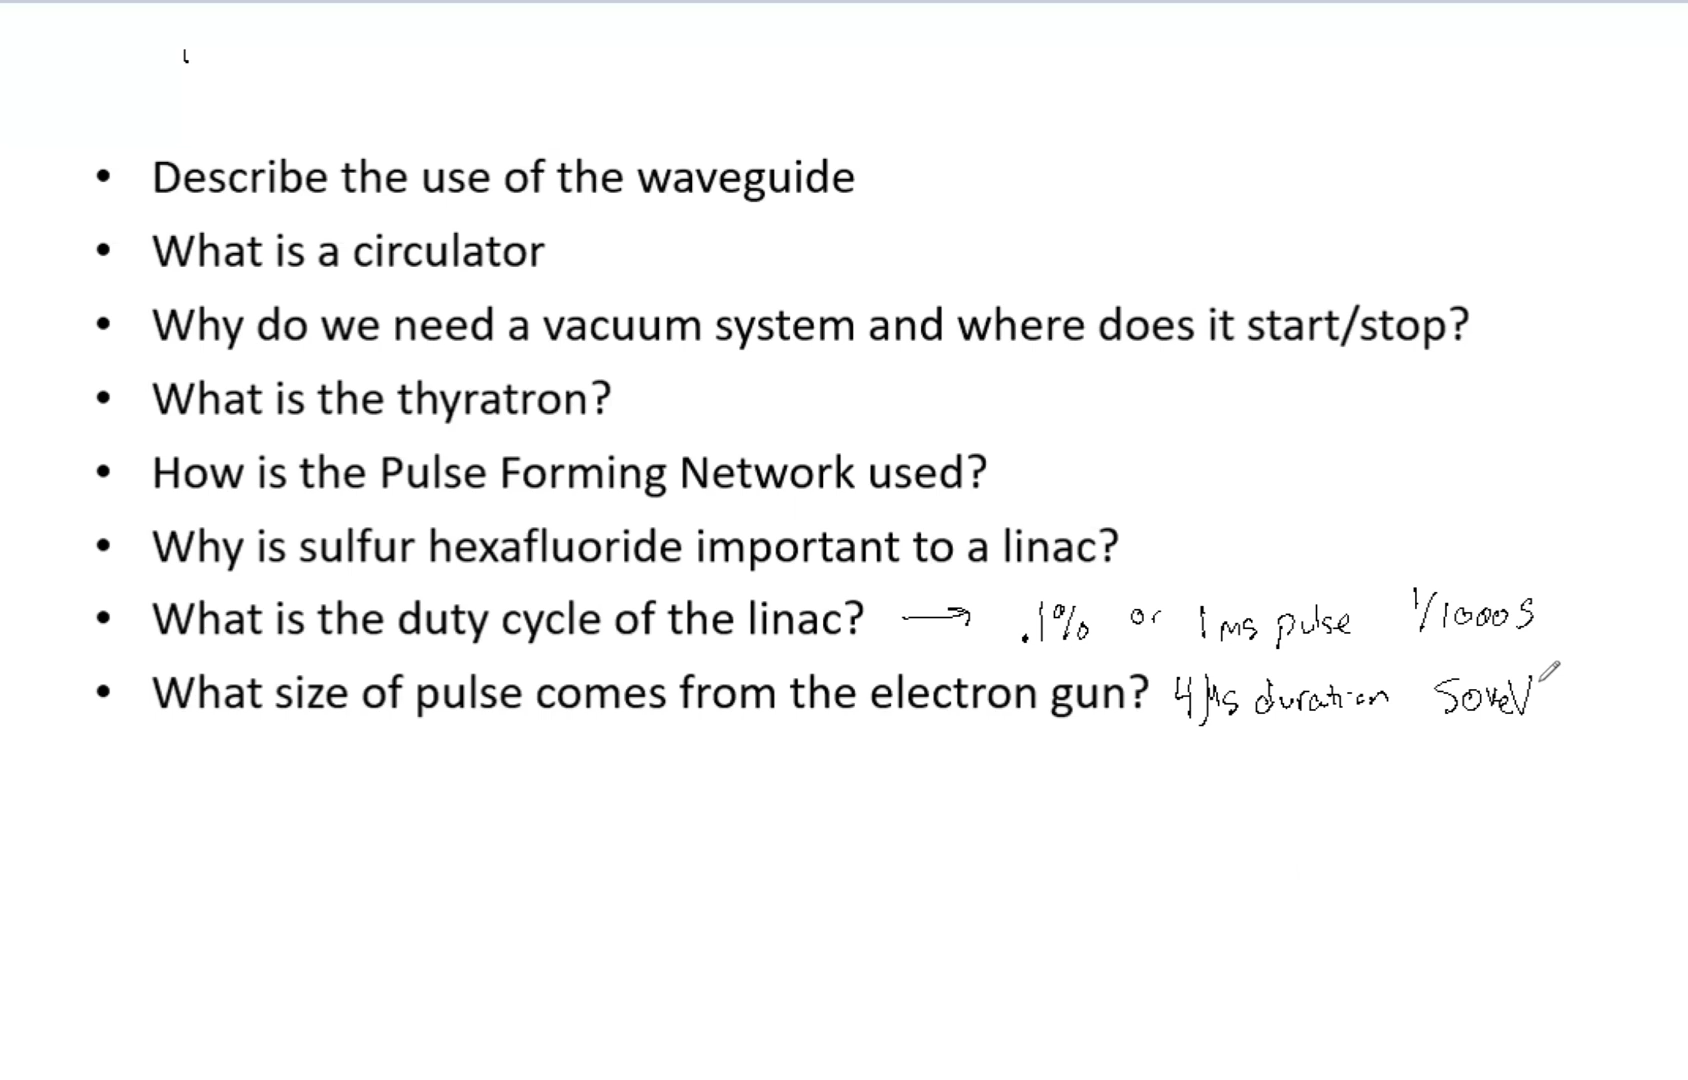 • Describe the use of the waveguide
• What is a circulator
• Why do we need a vacuum system and where does it start/stop?
• What is the thyratron?
• How is the Pulse Forming Network used?
• Why is sulfur hexafluoride important to a linac?
• What is the duty cycle of the linac? → .1% or 1 ms pulse 1/1000 s
• What size of pulse comes from the electron gun? 4 μs duration 50keV